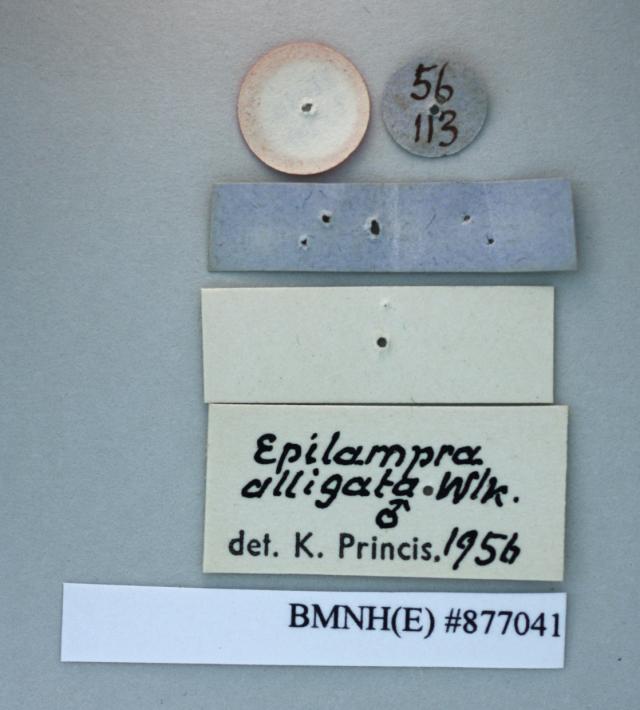 56
113
Epilampra
alligata. Wlk.
♂
det. K. Princis. 1956
BMNH(E) #877041